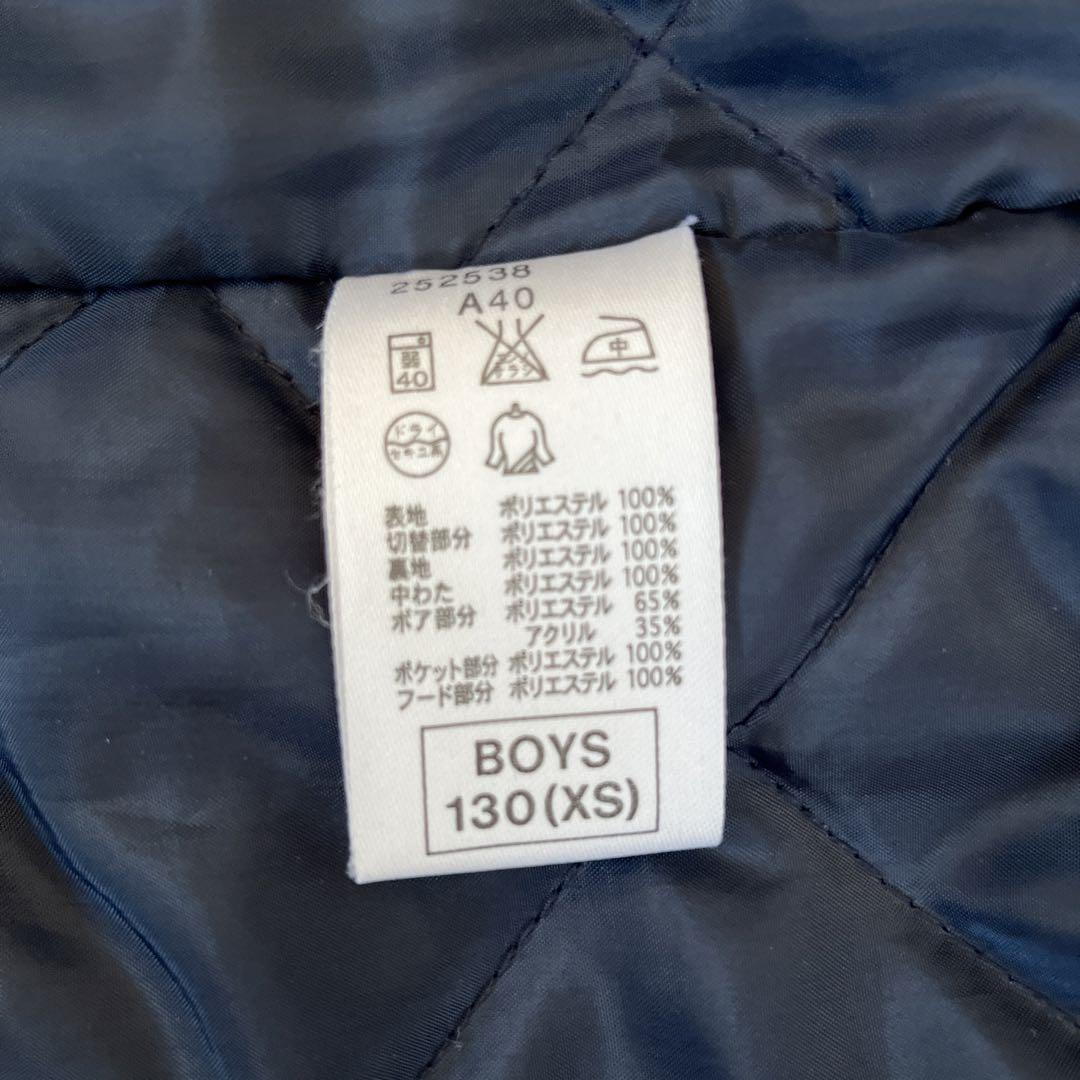 252538
A40
弱
40
エンソ
チラシ
中
ドライ
セキユ系
表地 ポリエステル 100%
切替部分 ポリエステル 100%
裏地 ポリエステル 100%
中わた ポリエステル 100%
ボア部分 ポリエステル 65%
アクリル 35%
ポケット部分 ポリエステル 100%
フード部分 ポリエステル 100%
BOYS
130(XS)